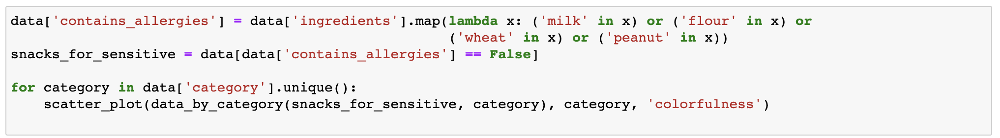 data['contains_allergies'] = data['ingredients'].map(lambda x: ('milk' in x) or ('flour' in x) or
('wheat' in x) or ('peanut' in x))
snacks_for_sensitive = data[data['contains_allergies'] == False]
for category in data['category'].unique():
scatter_plot(data_by_category(snacks_for_sensitive, category), category, 'colorfulness')